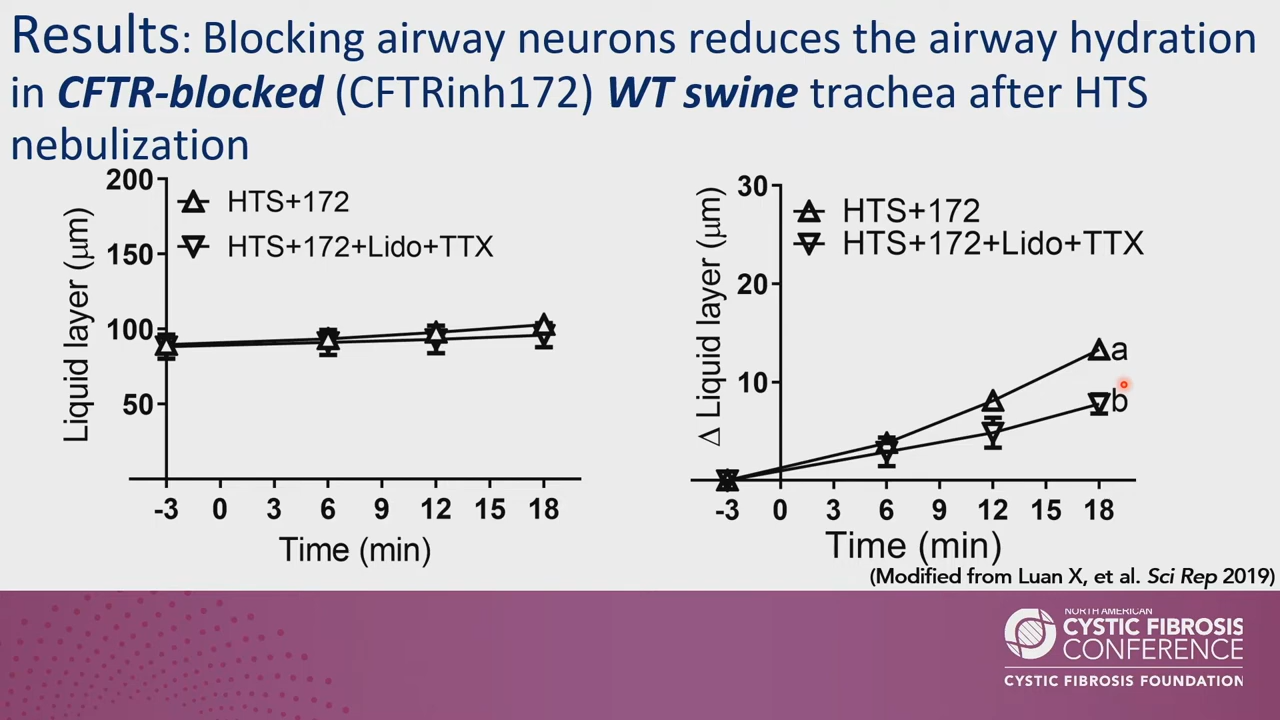 Results: Blocking airway neurons reduces the airway hydration
in CFTR-blocked (CFTRinh172) WT swine trachea after HTS
nebulization
200
150
100
50
Liquid layer (μm)
HTS+172
HTS+172+Lido+TTX
-3 0 3 6 9 12 15 18
Time (min)
30
20
10
Δ Liquid layer (μm)
HTS+172
HTS+172+Lido+TTX
a
b
-3 0 3 6 9 12 15 18
Time (min)
(Modified from Luan X, et al. Sci Rep 2019)
NORTH AMERICAN
CYSTIC FIBROSIS
CONFERENCE
CYSTIC FIBROSIS FOUNDATION